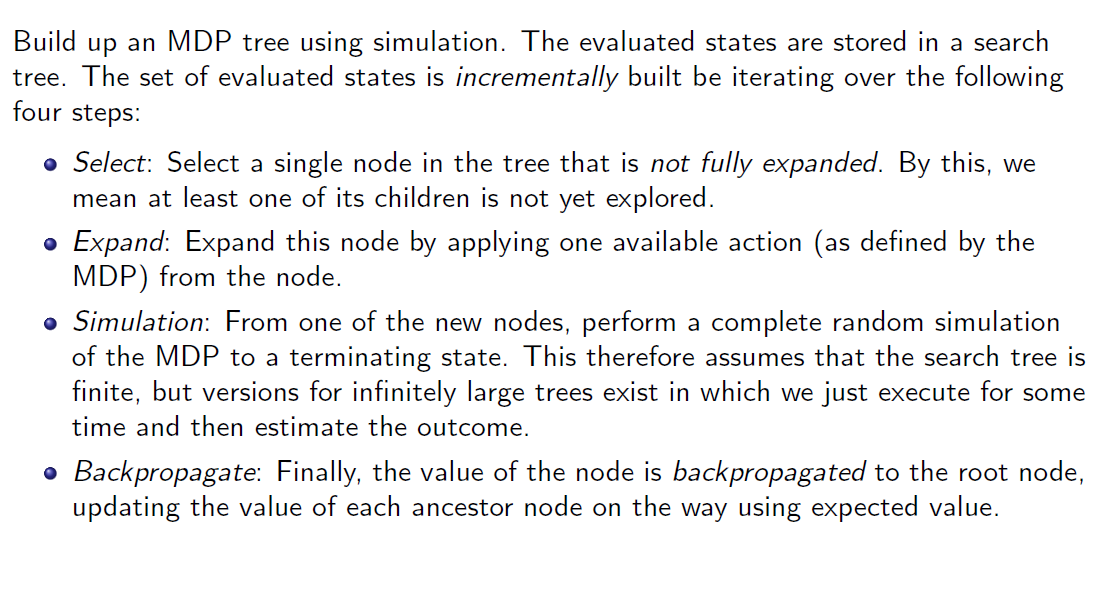 Build up an MDP tree using simulation. The evaluated states are stored in a search
tree. The set of evaluated states is incrementally built be iterating over the following
four steps:
Select: Select a single node in the tree that is not fully expanded. By this, we
mean at least one of its children is not yet explored.
Expand: Expand this node by applying one available action (as defined by the
MDP) from the node.
Simulation: From one of the new nodes, perform a complete random simulation
of the MDP to a terminating state. This therefore assumes that the search tree is
finite, but versions for infinitely large trees exist in which we just execute for some
time and then estimate the outcome.
Backpropagate: Finally, the value of the node is backpropagated to the root node,
updating the value of each ancestor node on the way using expected value.